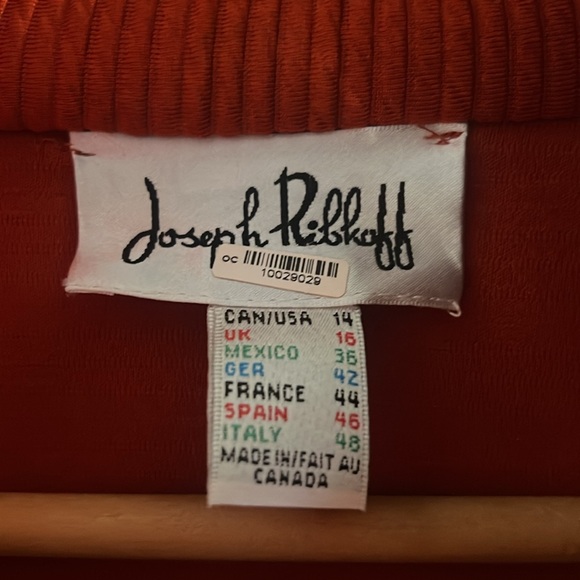 Joseph Ribkoff
OC
10029029
CAN/USA 14
UK 16
MEXICO 36
GER 42
FRANCE 44
SPAIN 46
ITALY 48
MADE IN/FAIT AU
CANADA